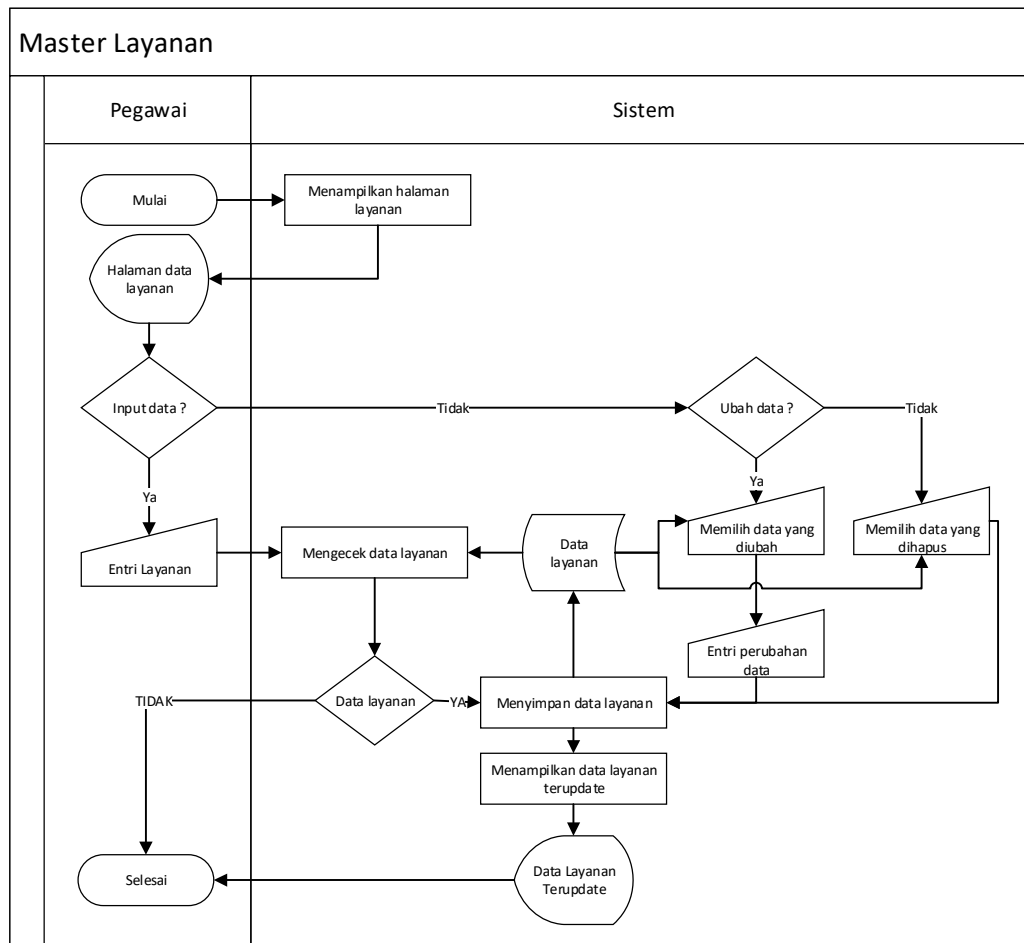 Master Layanan
Pegawai
Sistem
Mulai
Menampilkan halaman
layanan
Halaman data
layanan
Input data ?
Tidak
Ubah data ?
Tidak
Ya
Ya
Entri Layanan
Mengecek data layanan
Data
layanan
Memilih data yang
diubah
Memilih data yang
dihapus
Entri perubahan
data
TIDAK
Data layanan
YA
Menyimpan data layanan
Menampilkan data layanan
terupdate
Selesai
Data Layanan
Terupdate